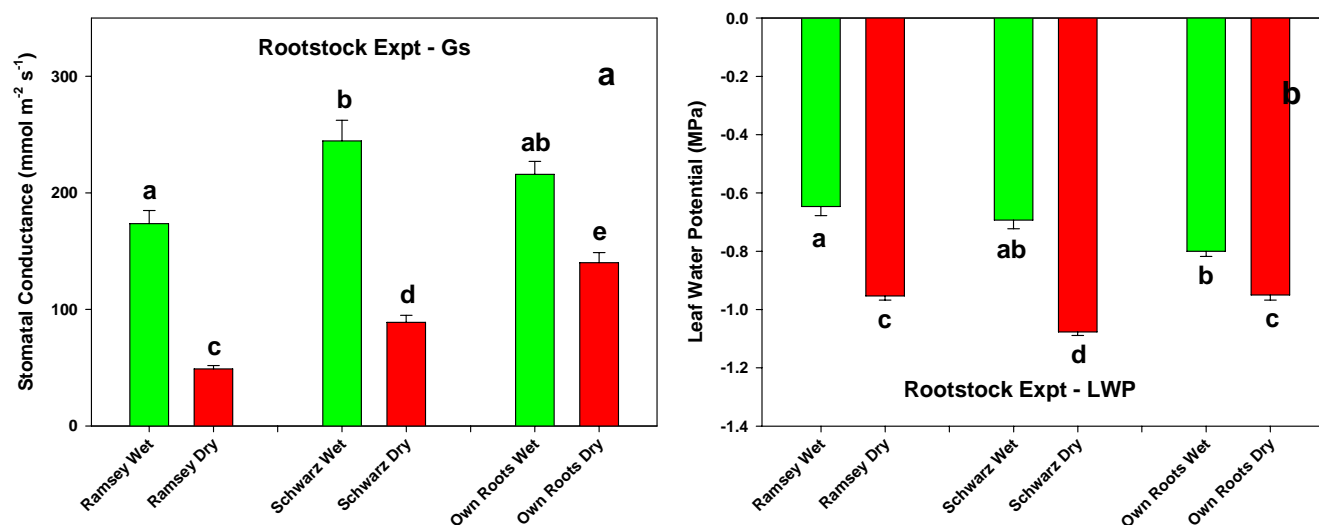 Rootstock Expt - Gs
a
Stomatal Conductance (mmol m⁻² s⁻¹)
300
200
100
0
a
c
b
d
ab
e
Ramsey Wet
Ramsey Dry
Schwarz Wet
Schwarz Dry
Own Roots Wet
Own Roots Dry
Leaf Water Potential (MPa)
0.0
-0.2
-0.4
-0.6
-0.8
-1.0
-1.2
-1.4
b
a
c
ab
d
b
c
Rootstock Expt - LWP
Ramsey Wet
Ramsey Dry
Schwarz Wet
Schwarz Dry
Own Roots Wet
Own Roots Dry